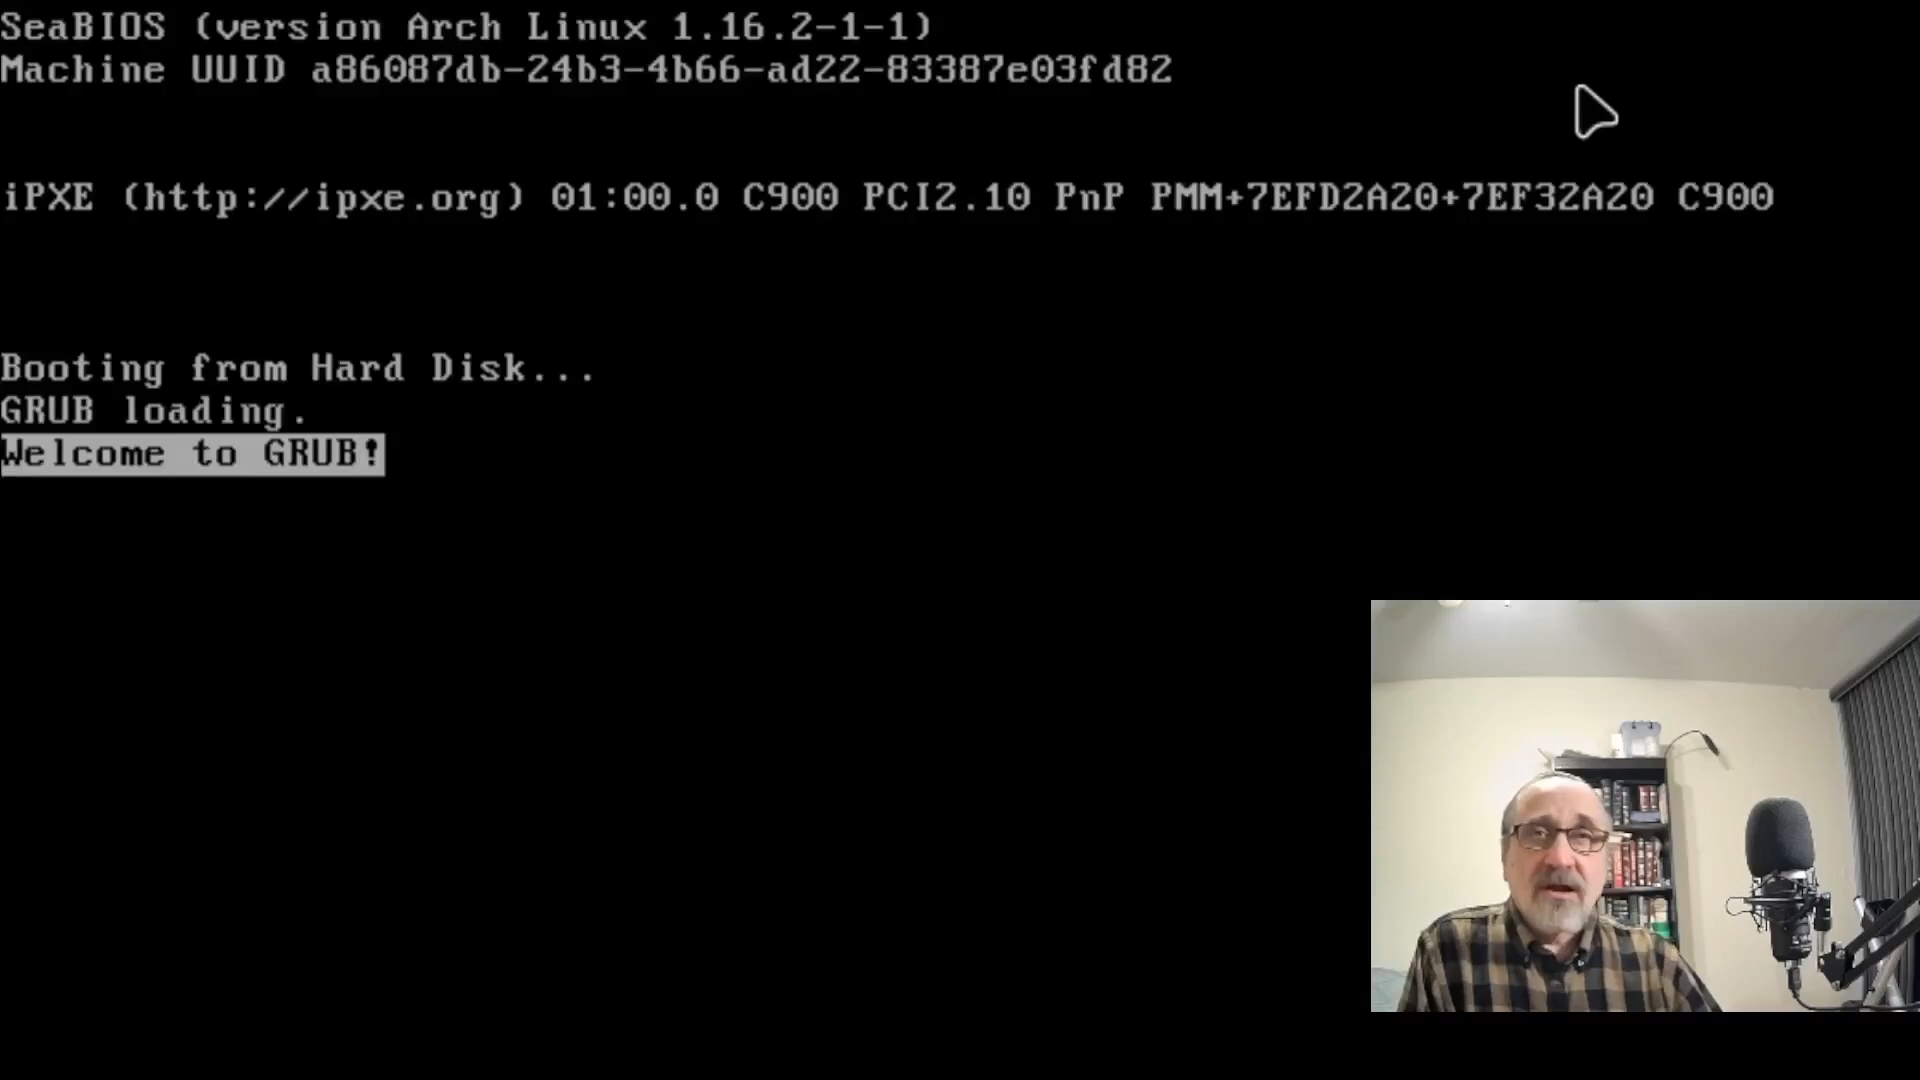 SeaBIOS (version Arch Linux 1.16.2-1-1)
Machine UUID a86087db-24b3-4b66-ad22-83387e03fd82
iPXE (http://ipxe.org) 01:00.0 C900 PCI2.10 PnP PMM+7EFD2A20+7EF32A20 C900
Booting from Hard Disk...
GRUB loading.
Welcome to GRUB!